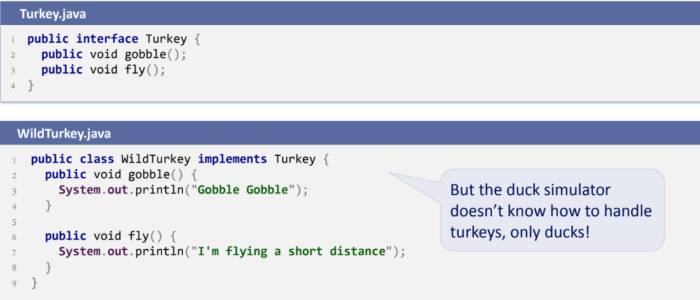 Turkey.java
1 public interface Turkey {
2   public void gobble();
3   public void fly();
4 }
WildTurkey.java
1 public class WildTurkey implements Turkey {
2   public void gobble() {
3     System.out.println("Gobble Gobble");
4   }
5
6   public void fly() {
7     System.out.println("I'm flying a short distance");
8   }
9 }
But the duck simulator
doesn't know how to handle
turkeys, only ducks!